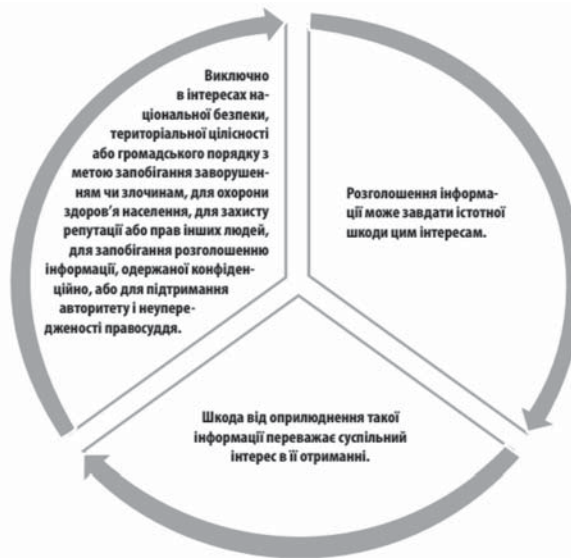 Виключно
в інтересах на-
ціональної безпеки,
територіальної цілісності
або громадського порядку з
метою запобігання заворушен-
ням чи злочинам, для охорони
здоров’я населення, для захисту
репутації або прав інших людей,
для запобігання розголошенню
інформації, одержаної конфіден-
ційно, або для підтримання
авторитету і неупере-
дженості правосуддя.
Розголошення інформа-
ції може завдати істотної
шкоди цим інтересам.
Шкода від оприлюднення такої
інформації переважає суспільний
інтерес в її отриманні.